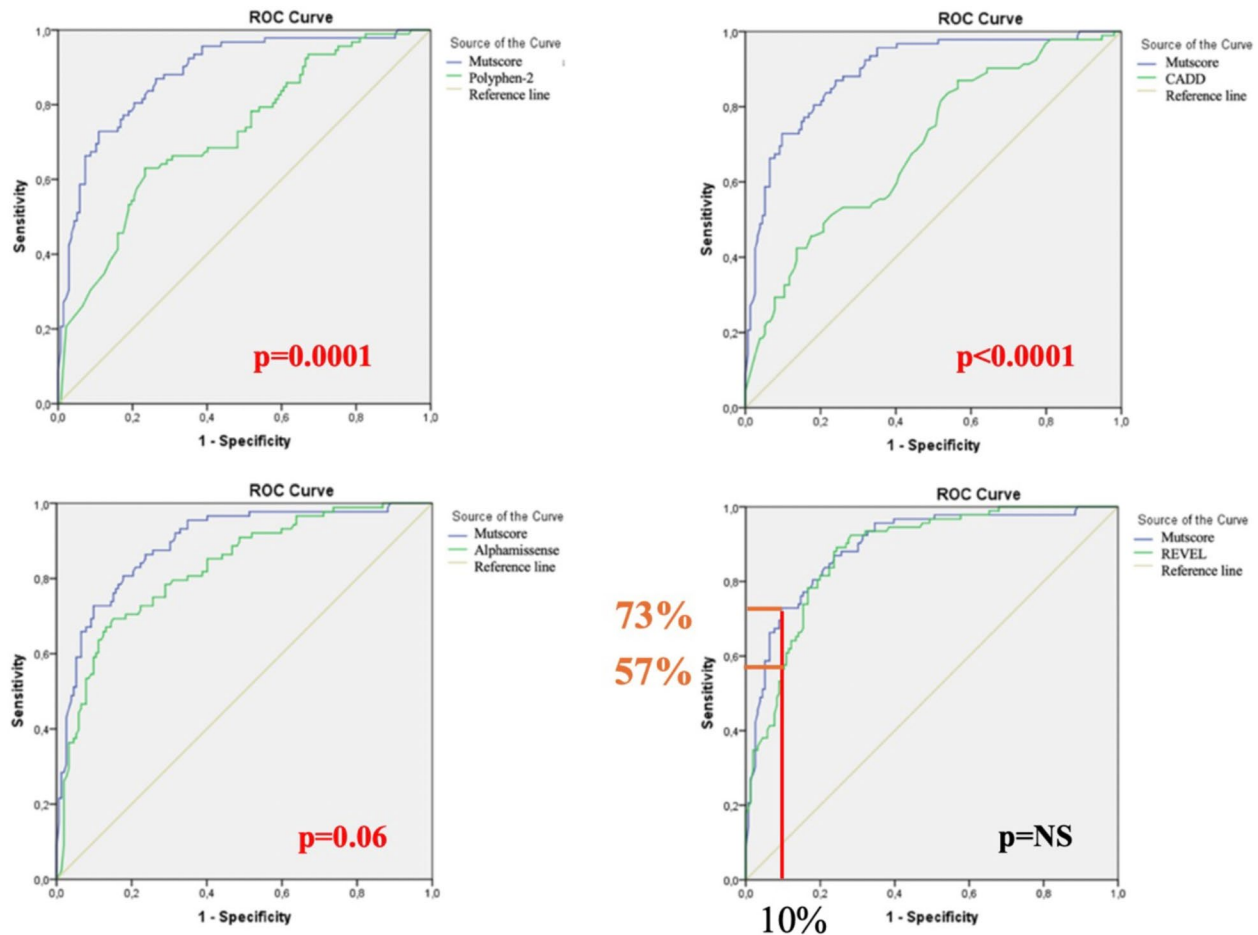 ROC Curve
Source of the Curve
Mutscore
Polyphen-2
Reference line
1,0
0,8
0,6
0,4
0,2
0,0
Sensitivity
p=0.0001
0,0 0,2 0,4 0,6 0,8 1,0
1 - Specificity
ROC Curve
Source of the Curve
Mutscore
CADD
Reference line
1,0
0,8
0,6
0,4
0,2
0,0
Sensitivity
p<0.0001
0,0 0,2 0,4 0,6 0,8 1,0
1 - Specificity
ROC Curve
Source of the Curve
Mutscore
Alphamissense
Reference line
1,0
0,8
0,6
0,4
0,2
0,0
Sensitivity
p=0.06
0,0 0,2 0,4 0,6 0,8 1,0
1 - Specificity
ROC Curve
Source of the Curve
Mutscore
REVEL
Reference line
1,0
0,8
0,6
0,4
0,2
0,0
73%
57%
Sensitivity
p=NS
0,0 0,2 0,4 0,6 0,8 1,0
10%
1 - Specificity